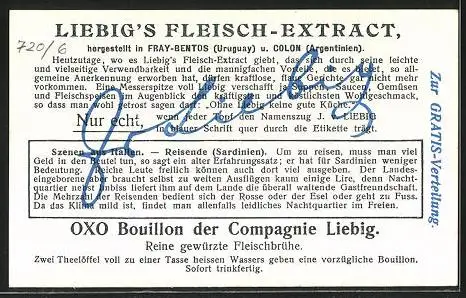 720/6
LIEBIG'S FLEISCH-EXTRACT,
hergestellt in FRAY-BENTOS (Uruguay) u. COLON (Argentinien).
Heutzutage, wo es Liebig's Fleisch-Extract giebt, das sich durch seine leichte
und vielseitige Verwendbarkeit und die mannigfachen Vorteile, die es bietet, so all-
gemeine Anerkennung erworben hat, dürfen kraftlose, flaue Gerichte gar nicht mehr
vorkommen. Eine Messerspitze voll Liebig verschafft ja Suppen, Saucen, Gemüsen
und Fleischspeisen im Augenblick den kräftigen und köstlichsten Wohlgeschmack,
so dass man wohl getrost sagen darf: „Ohne Liebig keine gute Küche."
Nur echt, wenn jeder Topf den Namenszug J. v. LIEBIG
in blauer Schrift quer durch die Etikette trägt.
J v Liebig
Zur GRATIS-Verteilung.
Szenen aus Italien. — Reisende (Sardinien). Um zu reisen, muss man viel
Geld in den Beutel tun, so sagt ein alter Erfahrungssatz; er hat für Sardinien weniger
Bedeutung. Arme Leute freilich können auch dort viel ausgeben. Der Landes-
eingeborene aber braucht selbst zu weiten Ausflügen kaum einige Lire, denn Nacht-
quartier und Imbiss liefert ihm auf dem Lande die überall waltende Gastfreundschaft.
Die Mehrzahl der Reisenden bedient sich der Rosse oder der Esel oder geht zu Fuss.
Da das Klima mild ist, findet man allenfalls leidliches Nachtquartier im Freien.
OXO Bouillon der Compagnie Liebig.
Reine gewürzte Fleischbrühe.
Zwei Theelöffel voll zu einer Tasse heissen Wassers geben eine vorzügliche Bouillon.
Sofort trinkfertig.